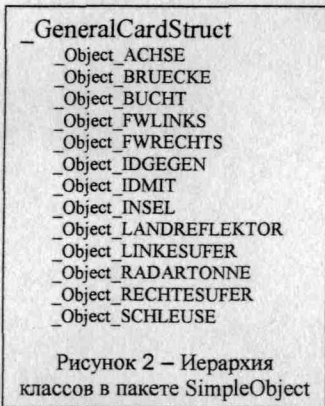 _GeneralCardStruct
_Object_ACHSE
_Object_BRUECKE
_Object_BUCHT
_Object_FWLINKS
_Object_FWRECHTS
_Object_IDGEGEN
_Object_IDMIT
_Object_INSEL
_Object_LANDREFLEKTOR
_Object_LINKESUFER
_Object_RADARTONNE
_Object_RECHTESUFER
_Object_SCHLEUSE
Рисунок 2 – Иерархия
классов в пакете SimpleObject